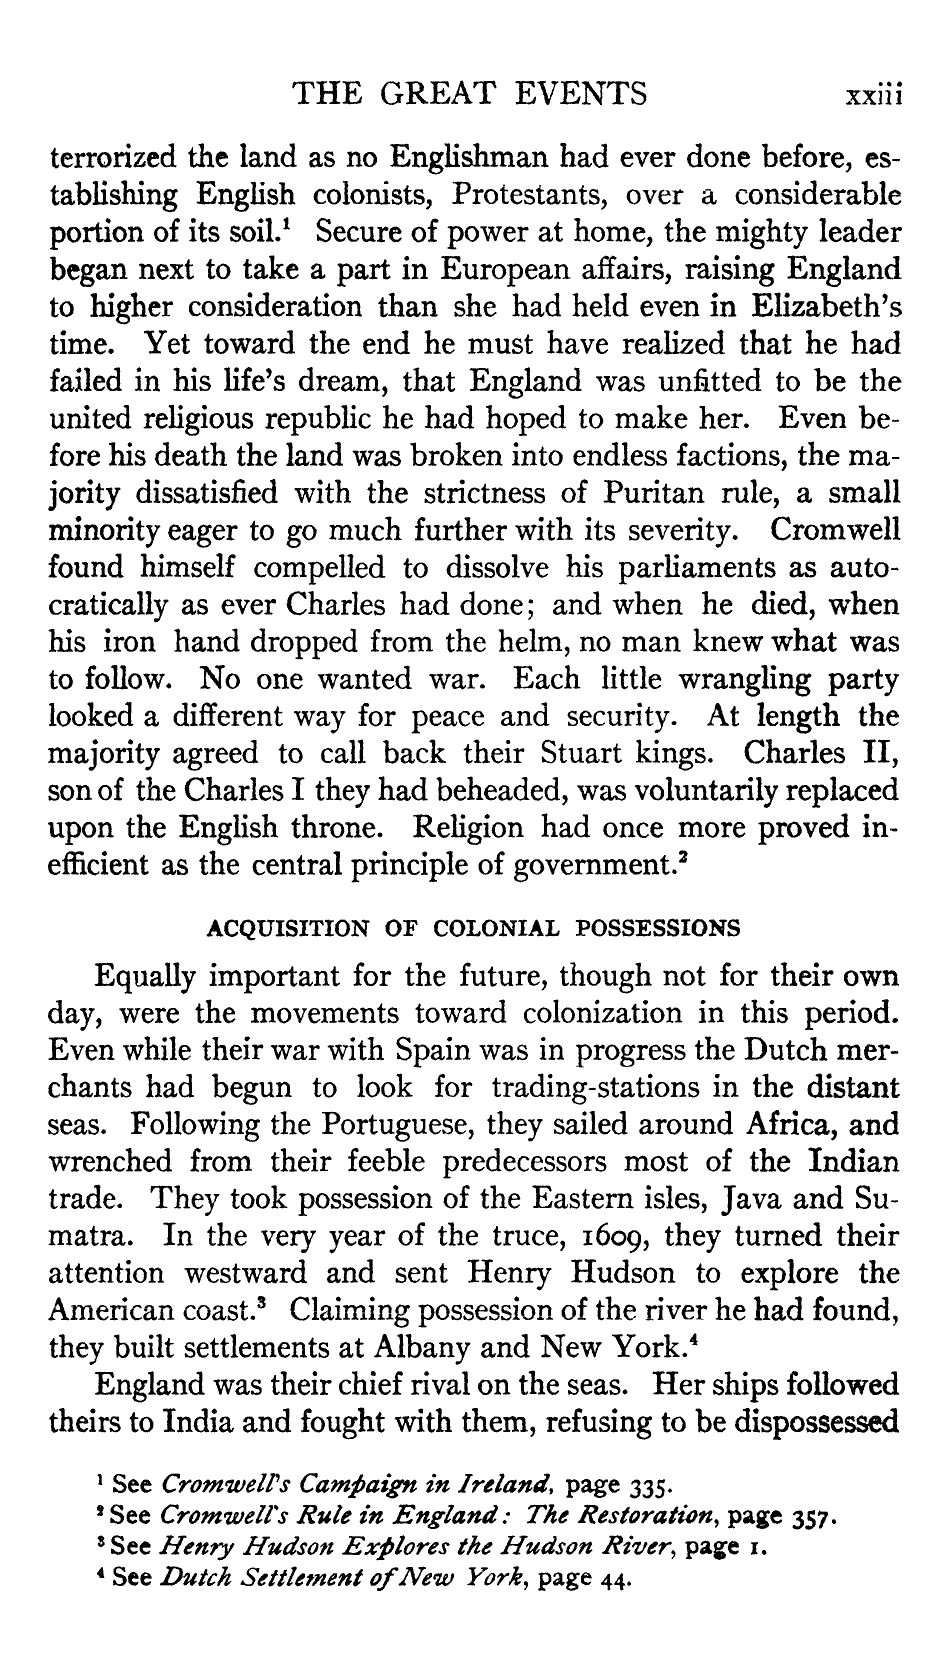 THE GREAT EVENTS xxiii
terrorized the land as no Englishman had ever done before, es-
tablishing English colonists, Protestants, over a considerable
portion of its soil.¹ Secure of power at home, the mighty leader
began next to take a part in European affairs, raising England
to higher consideration than she had held even in Elizabeth's
time. Yet toward the end he must have realized that he had
failed in his life's dream, that England was unfitted to be the
united religious republic he had hoped to make her. Even be-
fore his death the land was broken into endless factions, the ma-
jority dissatisfied with the strictness of Puritan rule, a small
minority eager to go much further with its severity. Cromwell
found himself compelled to dissolve his parliaments as auto-
cratically as ever Charles had done; and when he died, when
his iron hand dropped from the helm, no man knew what was
to follow. No one wanted war. Each little wrangling party
looked a different way for peace and security. At length the
majority agreed to call back their Stuart kings. Charles II,
son of the Charles I they had beheaded, was voluntarily replaced
upon the English throne. Religion had once more proved in-
efficient as the central principle of government.²
ACQUISITION OF COLONIAL POSSESSIONS
Equally important for the future, though not for their own
day, were the movements toward colonization in this period.
Even while their war with Spain was in progress the Dutch mer-
chants had begun to look for trading-stations in the distant
seas. Following the Portuguese, they sailed around Africa, and
wrenched from their feeble predecessors most of the Indian
trade. They took possession of the Eastern isles, Java and Su-
matra. In the very year of the truce, 1609, they turned their
attention westward and sent Henry Hudson to explore the
American coast.³ Claiming possession of the river he had found,
they built settlements at Albany and New York.⁴
England was their chief rival on the seas. Her ships followed
theirs to India and fought with them, refusing to be dispossessed
¹ See Cromwell's Campaign in Ireland, page 335.
² See Cromwell's Rule in England: The Restoration, page 357.
³ See Henry Hudson Explores the Hudson River, page 1.
⁴ See Dutch Settlement of New York, page 44.